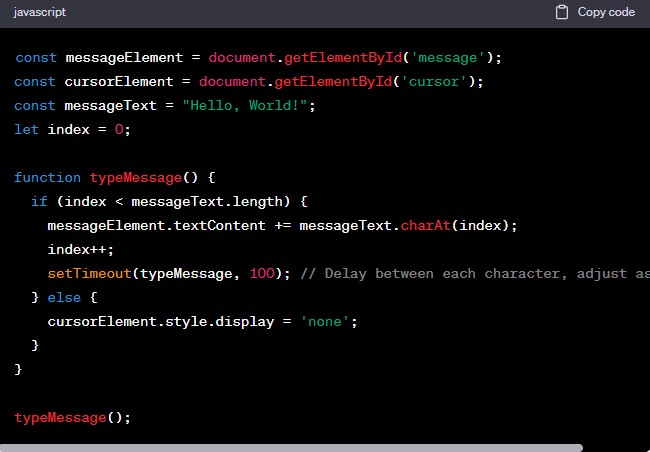 javascript
Copy code
const messageElement = document.getElementById('message');
const cursorElement = document.getElementById('cursor');
const messageText = "Hello, World!";
let index = 0;
function typeMessage() {
if (index < messageText.length) {
messageElement.textContent += messageText.charAt(index);
index++;
setTimeout(typeMessage, 100); // Delay between each character, adjust as
} else {
cursorElement.style.display = 'none';
}
}
typeMessage();